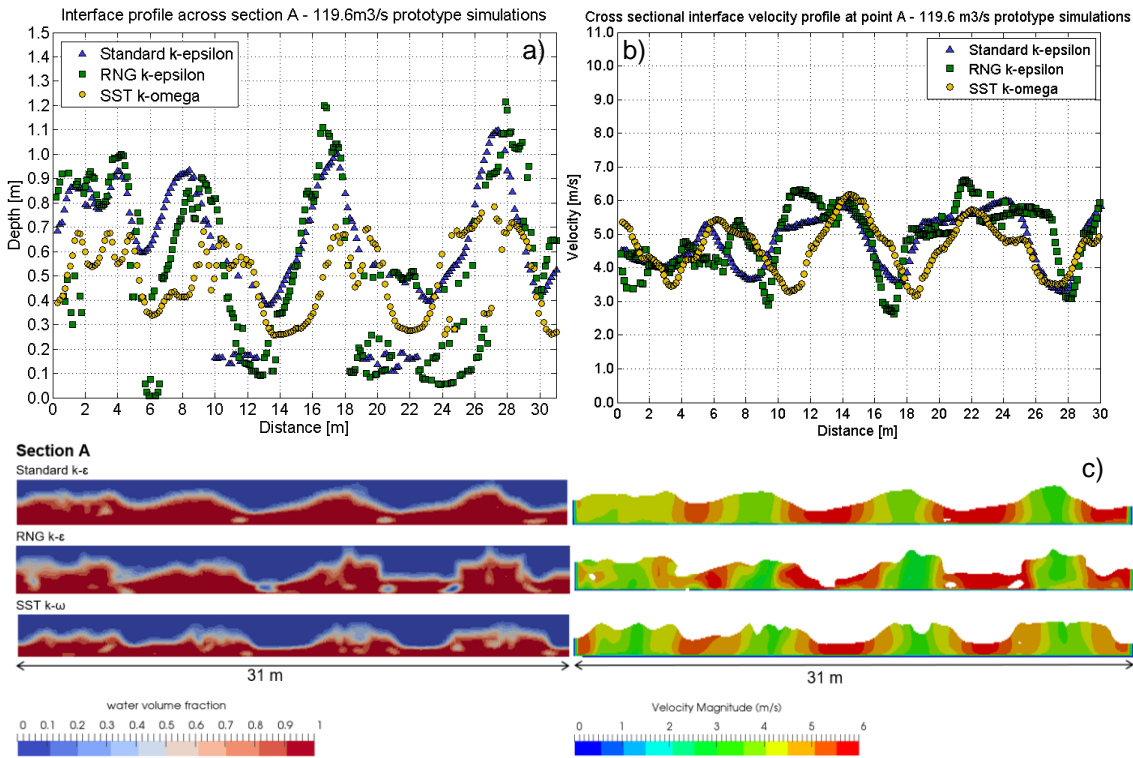 Interface profile across section A - 119.6m3/s prototype simulations
a)
Standard k-epsilon
RNG k-epsilon
SST k-omega
Depth [m]
1.5
1.4
1.3
1.2
1.1
1.0
0.9
0.8
0.7
0.6
0.5
0.4
0.3
0.2
0.1
0.0
0 2 4 6 8 10 12 14 16 18 20 22 24 26 28 30
Distance [m]
Cross sectional interface velocity profile at point A - 119.6 m3/s prototype simulations
b)
Standard k-epsilon
RNG k-epsilon
SST k-omega
Velocity [m/s]
11.0
10.0
9.0
8.0
7.0
6.0
5.0
4.0
3.0
2.0
1.0
0.0
0 2 4 6 8 10 12 14 16 18 20 22 24 26 28 30
Distance [m]
Section A
c)
Standard k-ε
RNG k-ε
SST k-ω
31 m
31 m
water volume fraction
0 0.1 0.2 0.3 0.4 0.5 0.6 0.7 0.8 0.9 1
Velocity Magnitude (m/s)
0 1 2 3 4 5 6